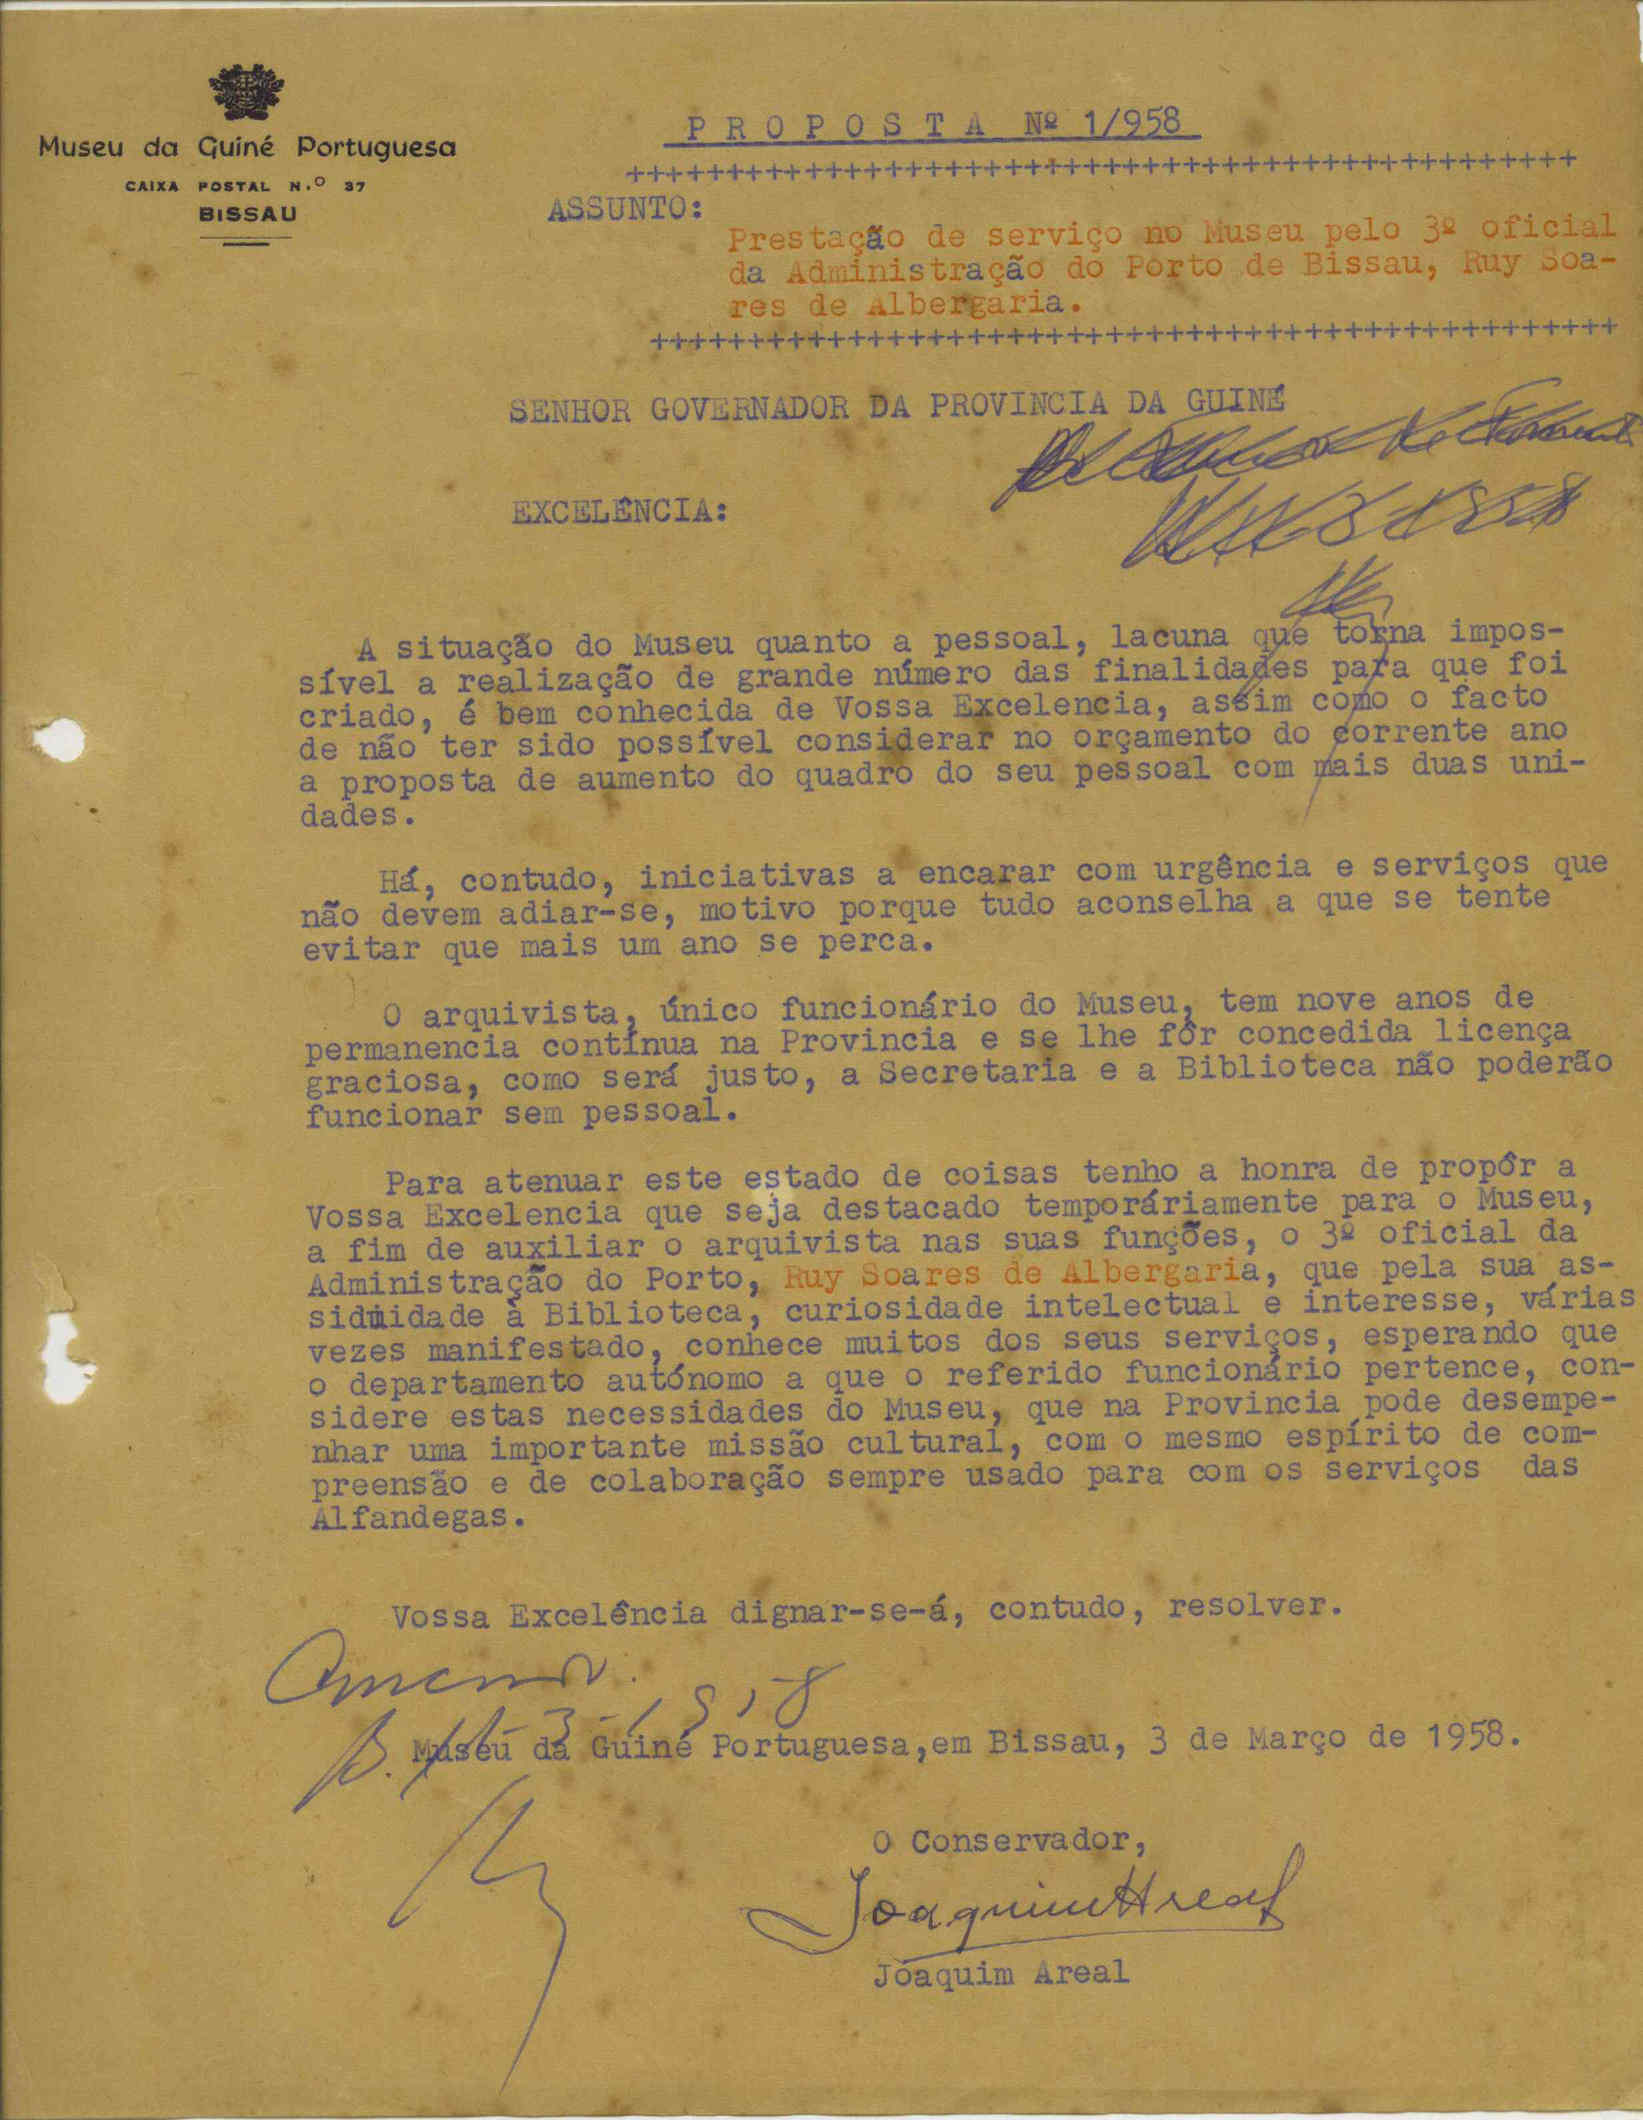 Museu da Guiné Portuguesa
CAIXA POSTAL N.º 37
BISSAU
PROPOSTA Nº 1/958
++++++++++++++++++++++++++++++++++++++++++++++++
ASSUNTO:
Prestação de serviço no Museu pelo 3º oficial
da Administração do Porto de Bissau, Ruy Soa-
res de Albergaria.
+++++++++++++++++++++++++++++++++++++++++++++++++
SENHOR GOVERNADOR DA PROVINCIA DA GUINÉ
EXCELÊNCIA:
A situação do Museu quanto a pessoal, lacuna que torna impos-
sível a realização de grande número das finalidades para que foi
criado, é bem conhecida de Vossa Excelencia, assim como o facto
de não ter sido possível considerar no orçamento do corrente ano
a proposta de aumento do quadro do seu pessoal com mais duas uni-
dades.
Há, contudo, iniciativas a encarar com urgência e serviços que
não devem adiar-se, motivo porque tudo aconselha a que se tente
evitar que mais um ano se perca.
O arquivista, único funcionário do Museu, tem nove anos de
permanencia contínua na Provincia e se lhe fôr concedida licença
graciosa, como será justo, a Secretaria e a Biblioteca não poderão
funcionar sem pessoal.
Para atenuar este estado de coisas tenho a honra de propôr a
Vossa Excelencia que seja destacado temporáriamente para o Museu,
a fim de auxiliar o arquivista nas suas funções, o 3º oficial da
Administração do Porto, Ruy Soares de Albergaria, que pela sua as-
siduidade à Biblioteca, curiosidade intelectual e interesse, várias
vezes manifestado, conhece muitos dos seus serviços, esperando que
o departamento autónomo a que o referido funcionário pertence, con-
sidere estas necessidades do Museu, que na Provincia pode desempe-
nhar uma importante missão cultural, com o mesmo espírito de com-
preensão e de colaboração sempre usado para com os serviços das
Alfandegas.
Vossa Excelência dignar-se-á, contudo, resolver.
Museu da Guiné Portuguesa,em Bissau, 3 de Março de 1958.
O Conservador,
Joaquim Areal
Joaquim Areal